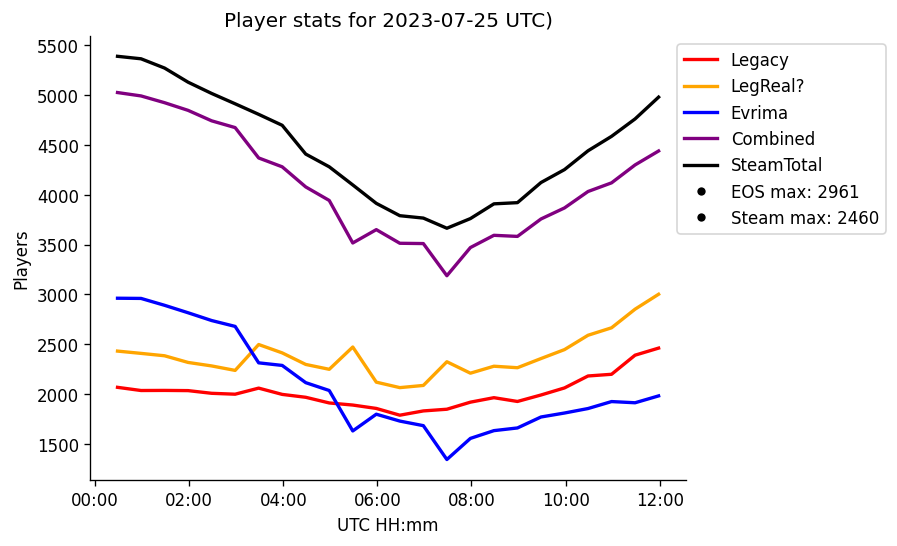 Player stats for 2023-07-25 UTC)
5500
5000
4500
4000
3500
3000
2500
2000
1500
Players
00:00 02:00 04:00 06:00 08:00 10:00 12:00
UTC HH:mm
Legacy
LegReal?
Evrima
Combined
SteamTotal
EOS max: 2961
Steam max: 2460